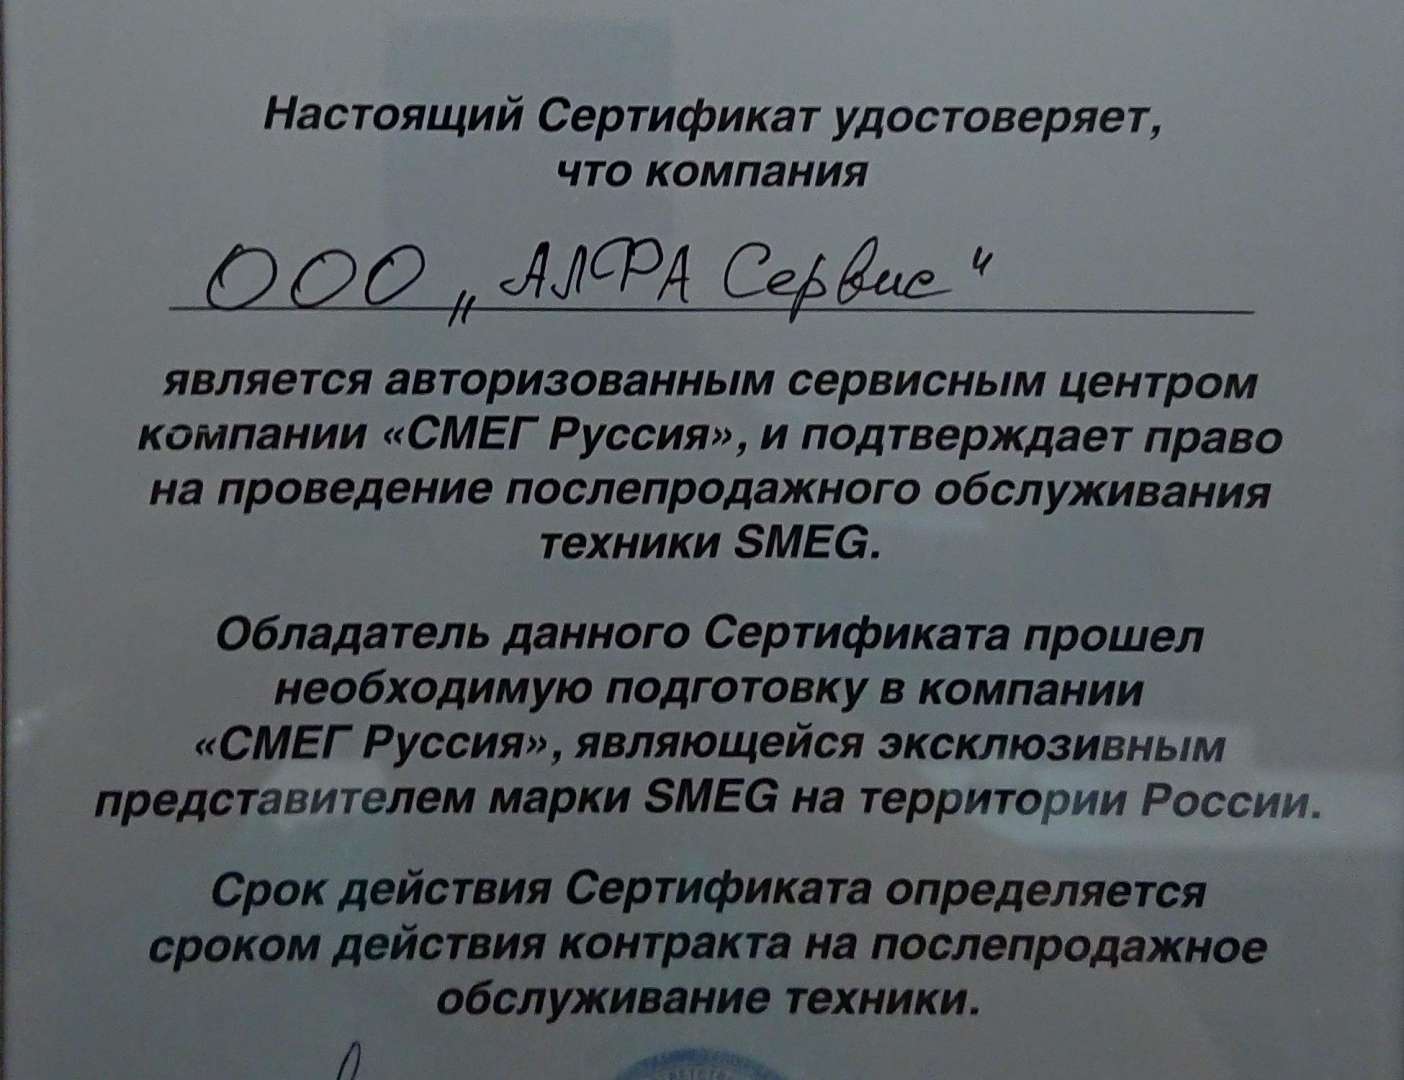 Настоящий Сертификат удостоверяет,
что компания
ООО „АЛФА Сервис"
является авторизованным сервисным центром
компании «СМЕГ Руссия», и подтверждает право
на проведение послепродажного обслуживания
техники SMEG.
Обладатель данного Сертификата прошел
необходимую подготовку в компании
«СМЕГ Руссия», являющейся эксклюзивным
представителем марки SMEG на территории России.
Срок действия Сертификата определяется
сроком действия контракта на послепродажное
обслуживание техники.